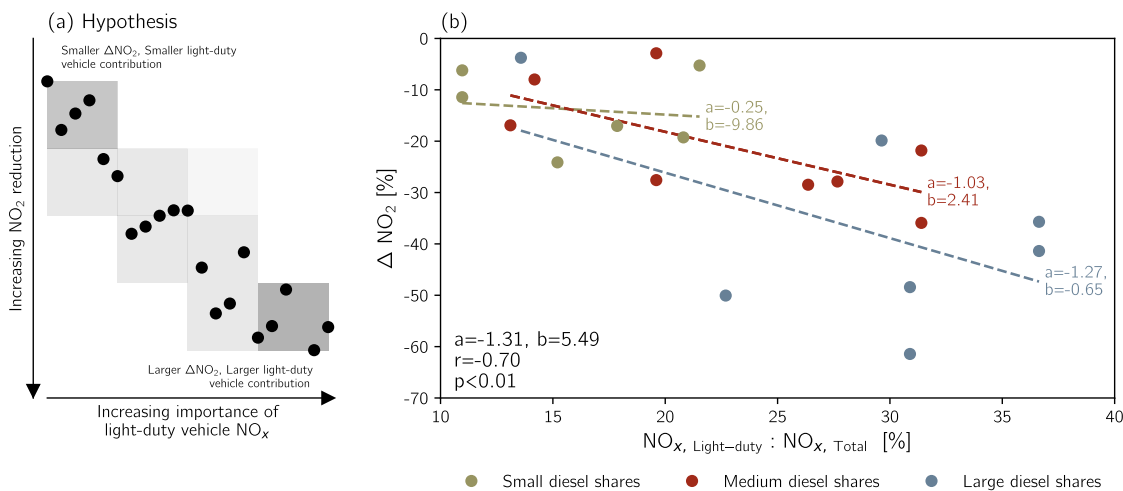 (a) Hypothesis
Smaller ΔNO₂, Smaller light-duty
vehicle contribution
Increasing NO₂ reduction
Larger ΔNO₂, Larger light-duty
vehicle contribution
Increasing importance of
light-duty vehicle NOₓ
(b)
0
-10
-20
-30
-40
-50
-60
-70
Δ NO₂ [%]
a=-0.25,
b=-9.86
a=-1.03,
b=2.41
a=-1.27,
b=-0.65
a=-1.31, b=5.49
r=-0.70
p<0.01
10 15 20 25 30 35 40
NOₓ, Light−duty : NOₓ, Total [%]
Small diesel shares Medium diesel shares Large diesel shares